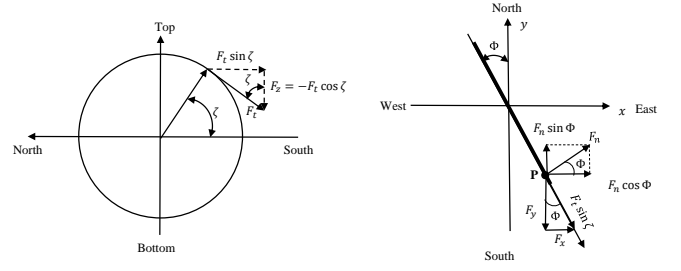 Top
F_t sin ζ
ζ
F_z = −F_t cos ζ
F_t
ζ
North
South
Bottom
North
y
Φ
West
x
East
F_n sin Φ
F_n
Φ
P
F_n cos Φ
F_t sin ζ
F_y
Φ
F_x
South